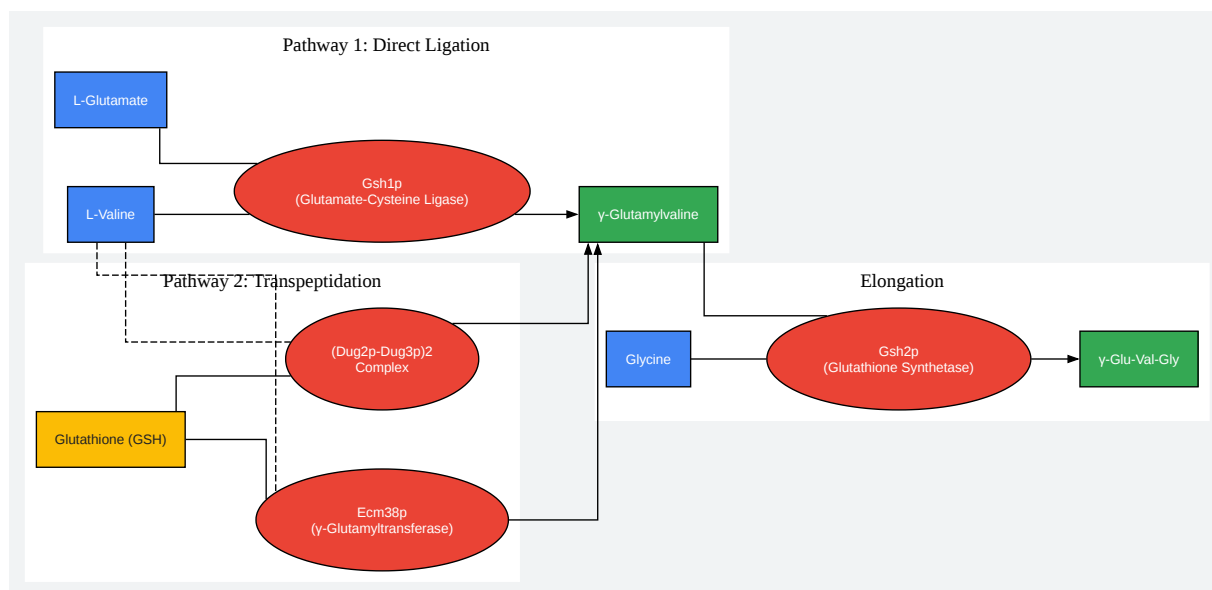 Pathway 1: Direct Ligation
L-Glutamate
Gsh1p
(Glutamate-Cysteine Ligase)
L-Valine
γ-Glutamylvaline
Pathway 2: Transpeptidation
(Dug2p-Dug3p)2
Complex
Glutathione (GSH)
Ecm38p
(γ-Glutamyltransferase)
Elongation
Glycine
Gsh2p
(Glutathione Synthetase)
γ-Glu-Val-Gly